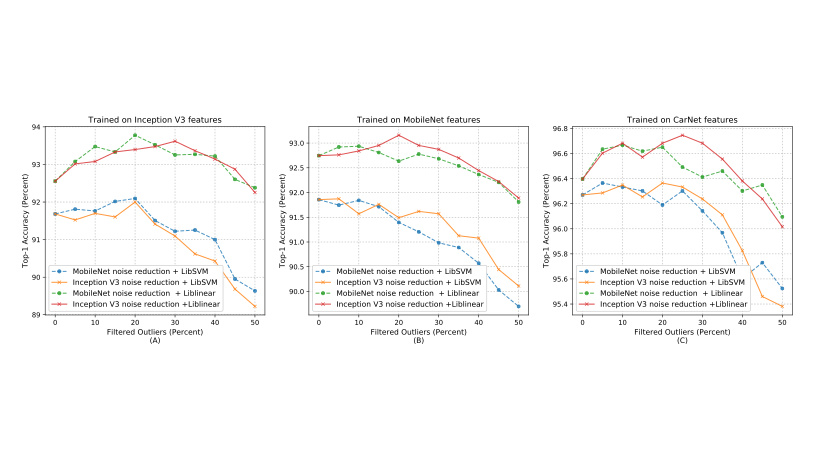 Trained on Inception V3 features
94
93
92
91
90
89
Top-1 Accuracy (Percent)
MobileNet noise reduction + LibSVM
Inception V3 noise reduction + LibSVM
MobileNet noise reduction + Liblinear
Inception V3 noise reduction +Liblinear
0 10 20 30 40 50
Filtered Outliers (Percent)
(A)
Trained on MobileNet features
93.0
92.5
92.0
91.5
91.0
90.5
90.0
Top-1 Accuracy (Percent)
MobileNet noise reduction + LibSVM
Inception V3 noise reduction + LibSVM
MobileNet noise reduction + Liblinear
Inception V3 noise reduction +Liblinear
0 10 20 30 40 50
Filtered Outliers (Percent)
(B)
Trained on CarNet features
96.8
96.6
96.4
96.2
96.0
95.8
95.6
95.4
Top-1 Accuracy (Percent)
MobileNet noise reduction + LibSVM
Inception V3 noise reduction + LibSVM
MobileNet noise reduction + Liblinear
Inception V3 noise reduction +Liblinear
0 10 20 30 40 50
Filtered Outliers (Percent)
(C)